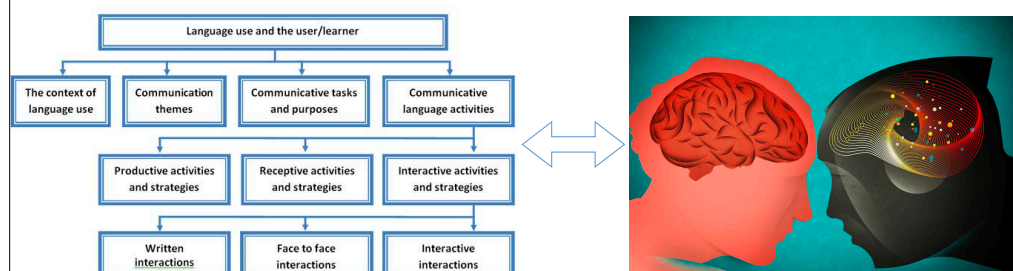 Language use and the user/learner
The context of
language use
Communication
themes
Communicative tasks
and purposes
Communicative
language activities
Productive activities
and strategies
Receptive activities
and strategies
Interactive activities
and strategies
Written
interactions
Face to face
interactions
Interactive
interactions